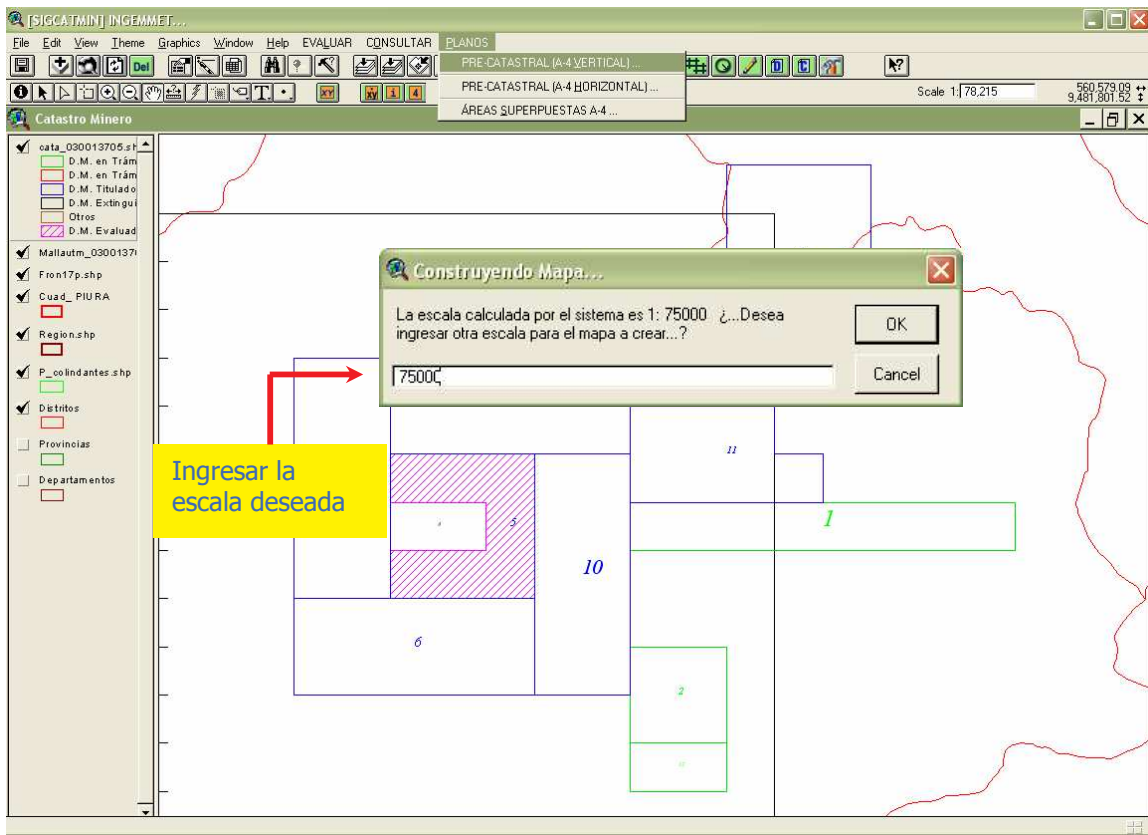 [SIGCATMIN] INGEMMET...
File Edit View Theme Graphics Window Help EVALUAR CONSULTAR PLANOS
PRE-CATASTRAL (A-4 VERTICAL) ...
PRE-CATASTRAL (A-4 HORIZONTAL) ...
ÁREAS SUPERPUESTAS A-4 ...
Del
Scale 1: 78,215
560,579.09
9,481,801.52
Catastro Minero
cata_030013705.sh
D.M. en Trám
D.M. en Trám
D.M. Titulado
D.M. Extingui
Otros
D.M. Evaluad
Mallautm_0300137
Fron17p.shp
Cuad_ PIURA
Region.shp
P_colindantes.shp
Distritos
Provincias
Departamentos
Construyendo Mapa...
La escala calculada por el sistema es 1: 75000 ¿...Desea
ingresar otra escala para el mapa a crear...?
OK
Cancel
75000
Ingresar la
escala deseada
11
1
5
10
6
2